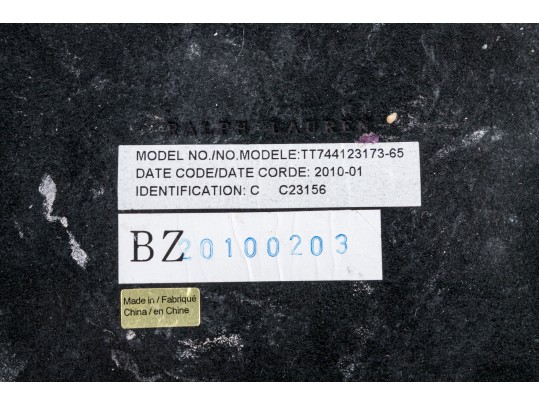 RALPH LAUREN
MODEL NO./NO.MODELE:TT744123173-65
DATE CODE/DATE CORDE: 2010-01
IDENTIFICATION: C C23156
BZ20100203
Made in / Fabriqué
China / en Chine